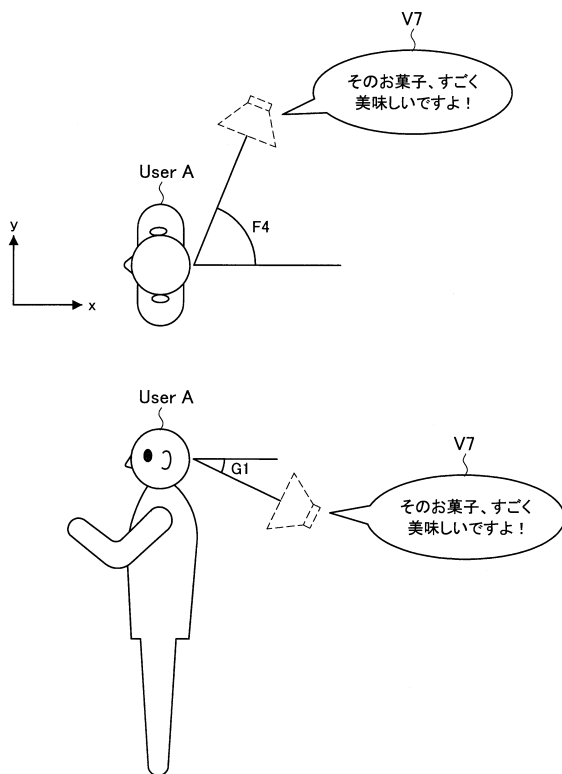 V7
そのお菓子、すごく
美味しいですよ！
User A
F4
y
x
User A
G1
V7
そのお菓子、すごく
美味しいですよ！